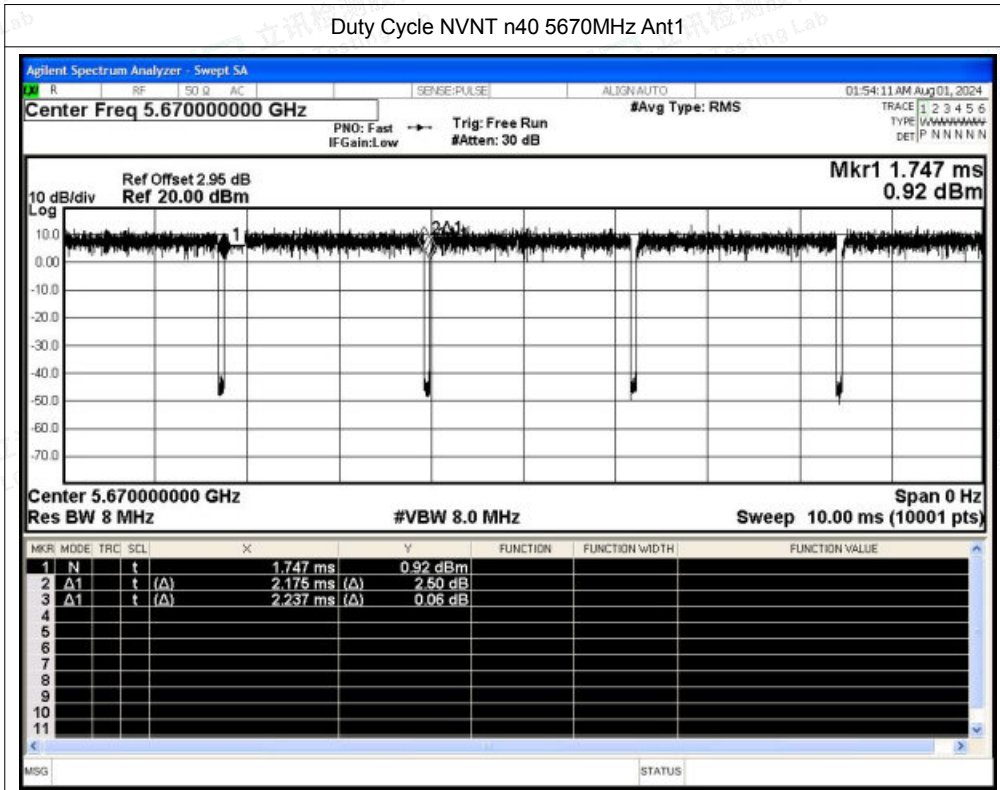 Duty Cycle NVNT n40 5670MHz Ant1
Agilent Spectrum Analyzer - Swept SA
R RF 50 Ω AC SENSE:PULSE ALIGN AUTO 01:54:11 AM Aug 01, 2024
Center Freq 5.670000000 GHz #Avg Type: RMS TRACE 1 2 3 4 5 6
PNO: Fast Trig: Free Run TYPE
IFGain:Low #Atten: 30 dB DET P N N N N N
Mkr1 1.747 ms
Ref Offset 2.95 dB
10 dB/div Ref 20.00 dBm 0.92 dBm
Log
10.0
0.00
-10.0
-20.0
-30.0
-40.0
-50.0
-60.0
-70.0
1
2Δ1
Center 5.670000000 GHz Span 0 Hz
Res BW 8 MHz #VBW 8.0 MHz Sweep 10.00 ms (10001 pts)
MKR MODE TRC SCL X Y FUNCTION FUNCTION WIDTH FUNCTION VALUE
1 N t 1.747 ms 0.92 dBm
2 Δ1 t (Δ) 2.175 ms (Δ) 2.50 dB
3 Δ1 t (Δ) 2.237 ms (Δ) 0.06 dB
4
5
6
7
8
9
10
11
MSG STATUS